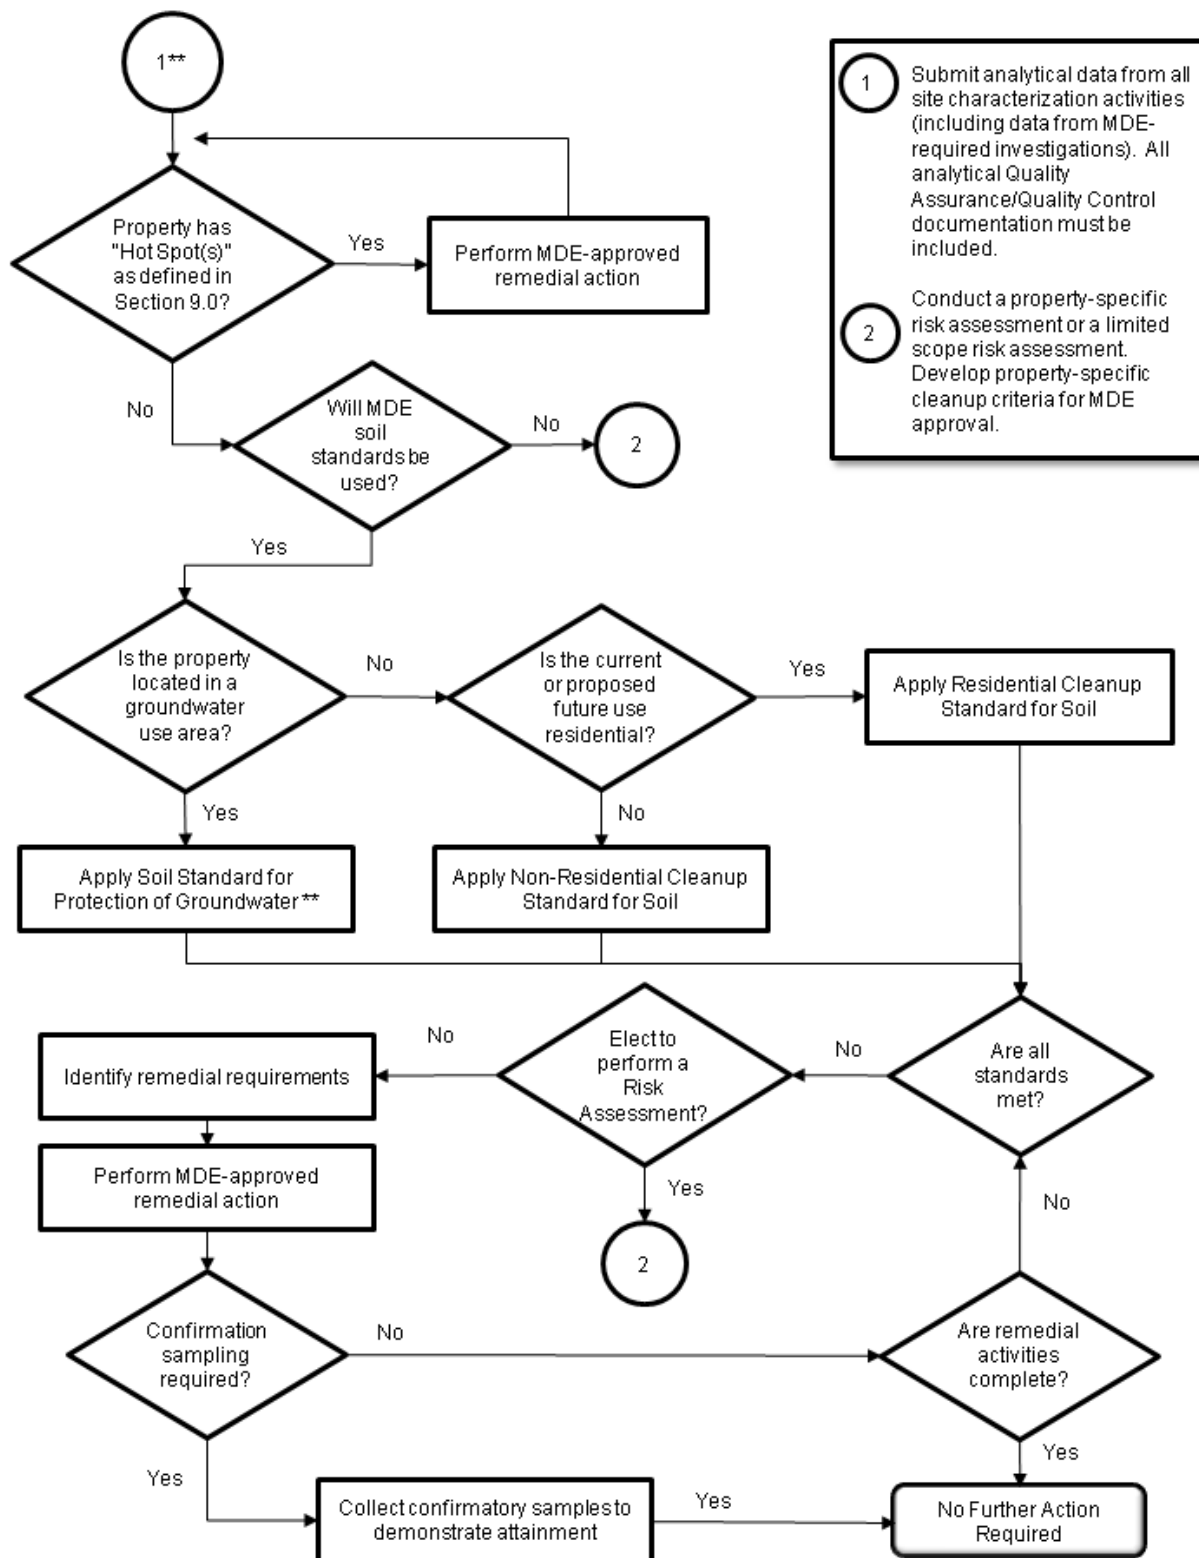 1**
1
Submit analytical data from all
site characterization activities
(including data from MDE-
required investigations). All
analytical Quality
Assurance/Quality Control
documentation must be
included.
2
Conduct a property-specific
risk assessment or a limited
scope risk assessment.
Develop property-specific
cleanup criteria for MDE
approval.
Property has
"Hot Spot(s)"
as defined in
Section 9.0?
Yes
Perform MDE-approved
remedial action
No
Will MDE
soil
standards be
used?
No
2
Yes
Is the property
located in a
groundwater
use area?
No
Is the current
or proposed
future use
residential?
Yes
Apply Residential Cleanup
Standard for Soil
Yes
No
Apply Soil Standard for
Protection of Groundwater **
Apply Non-Residential Cleanup
Standard for Soil
Are all
standards
met?
No
Elect to
perform a
Risk
Assessment?
No
Identify remedial requirements
Yes
2
Perform MDE-approved
remedial action
Confirmation
sampling
required?
No
Are remedial
activities
complete?
No
Yes
Yes
Collect confirmatory samples to
demonstrate attainment
Yes
No Further Action
Required